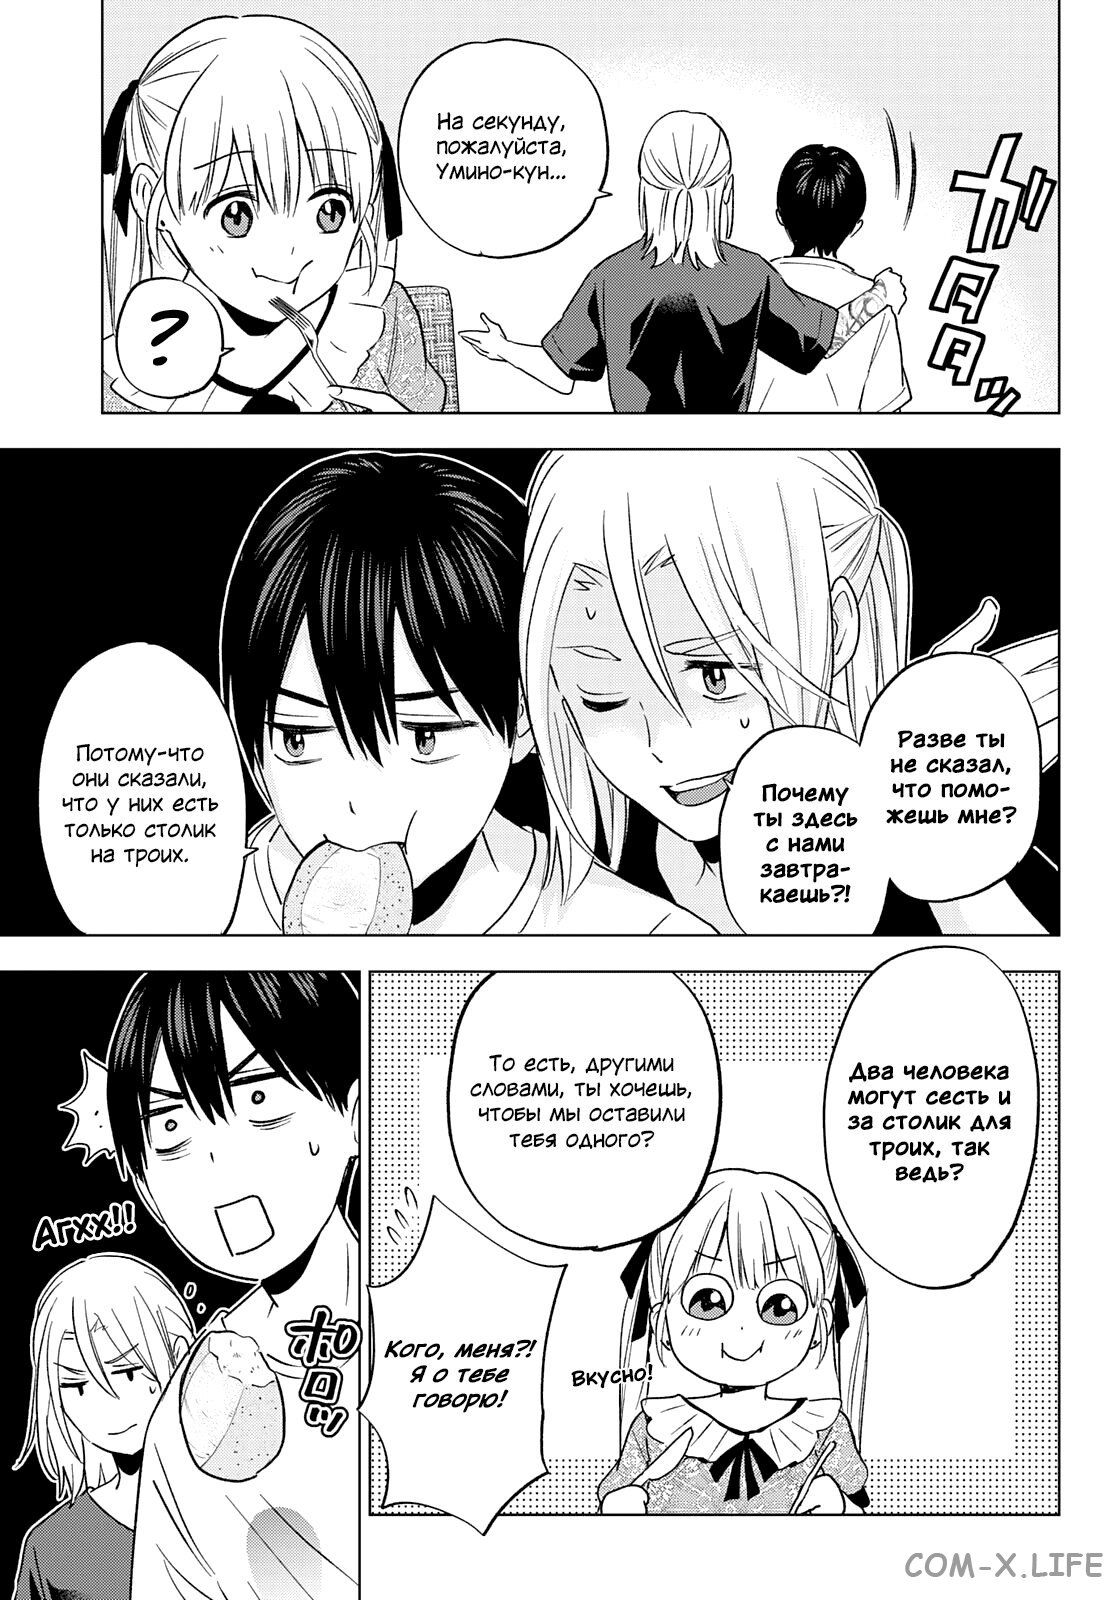 На секунду,
пожалуйста,
Умино-кун...
?
ガタタッ
Разве ты
не сказал,
что помо-
жешь мне?
Почему
ты здесь
с нами
завтра-
каешь?!
Потому-что
они сказали,
что у них есть
только столик
на троих.
Два человека
могут сесть и
за столик для
троих, так
ведь?
То есть, другими
словами, ты хочешь,
чтобы мы оставили
тебя одного?
Кого, меня?!
Я о тебе
говорю!
Вкусно!
Агхх!!
ポロッ
COM-X.LIFE